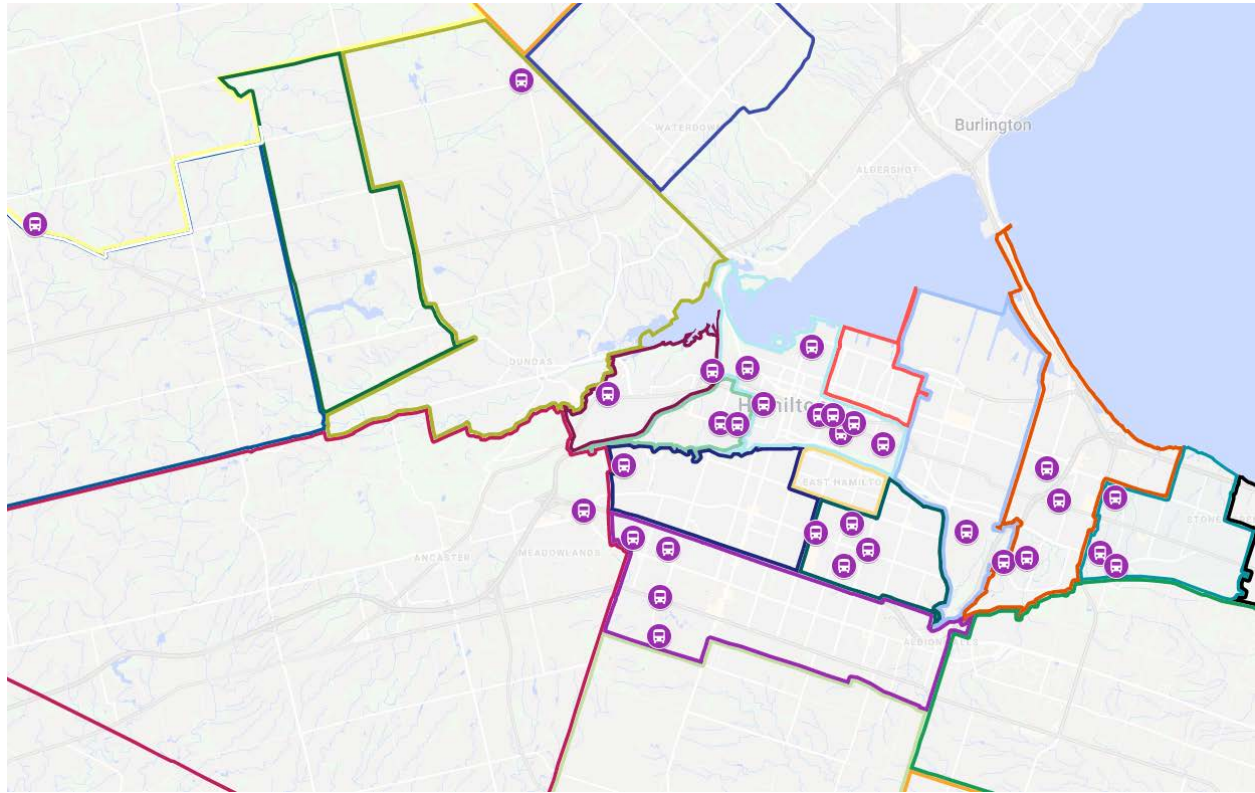 Burlington
WATERDOWN
ALDERSHOT
DUNDAS
Hamilton
EAST HAMILTON
ANCASTER
MEADOWLANDS